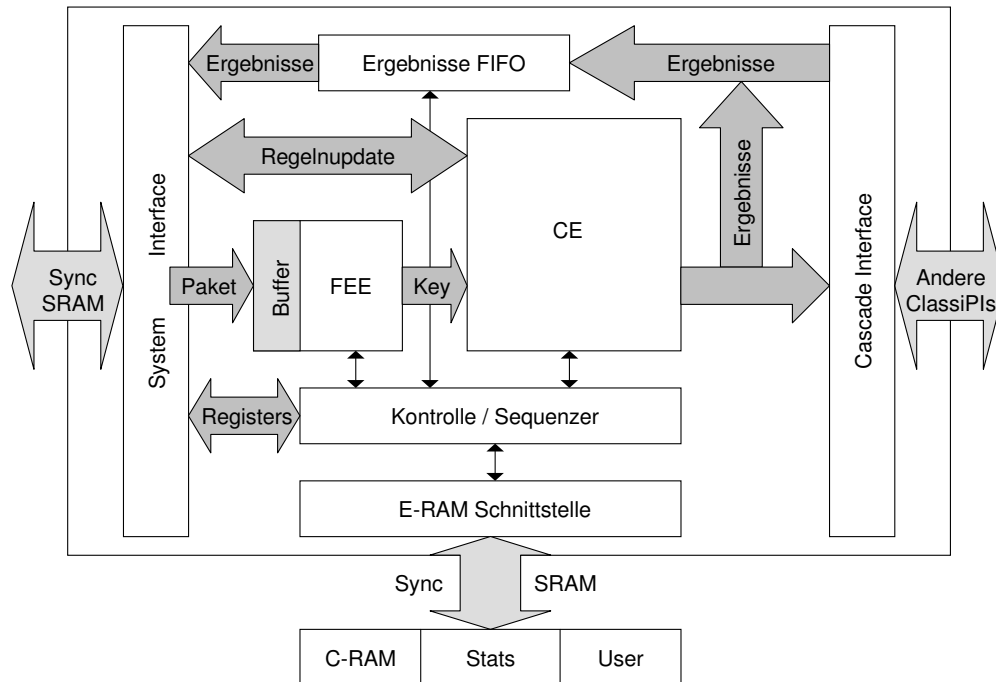 Ergebnisse
Ergebnisse FIFO
Ergebnisse
Regelnupdate
Ergebnisse
CE
System Interface
Sync
SRAM
Paket
Buffer
FEE
Key
Cascade Interface
Andere
ClassiPIs
Registers
Kontrolle / Sequenzer
E-RAM Schnittstelle
Sync SRAM
C-RAM Stats User